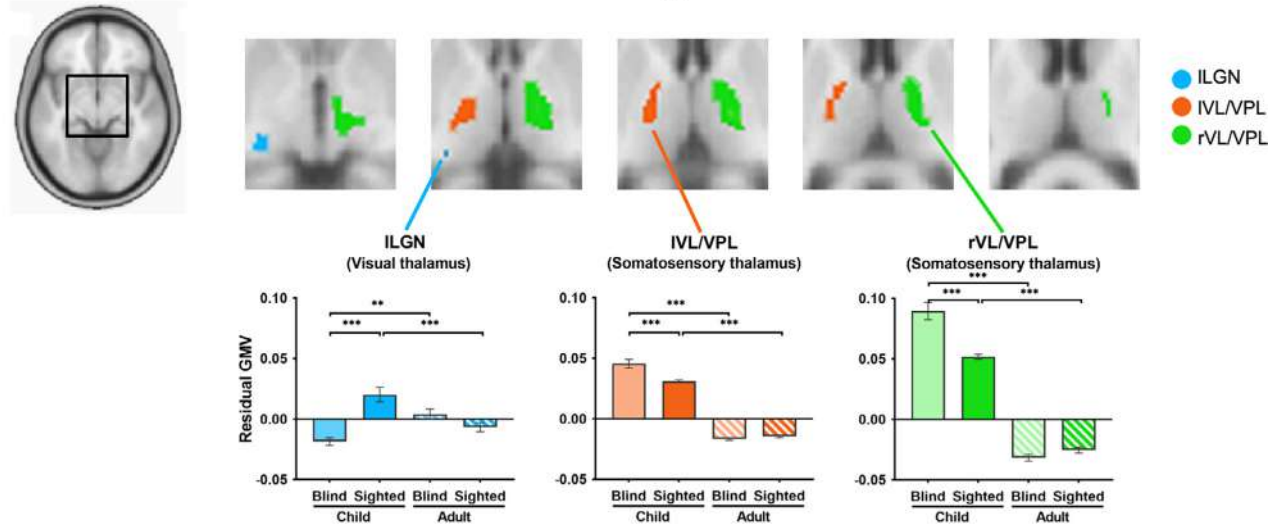 lLGN
lVL/VPL
rVL/VPL
lLGN
(Visual thalamus)
lVL/VPL
(Somatosensory thalamus)
rVL/VPL
(Somatosensory thalamus)
Residual GMV
0.10
0.05
0.00
-0.05
**
***
***
Blind Sighted Blind Sighted
Child Adult
0.10
0.05
0.00
-0.05
***
***
***
Blind Sighted Blind Sighted
Child Adult
0.10
0.05
0.00
-0.05
***
***
***
Blind Sighted Blind Sighted
Child Adult